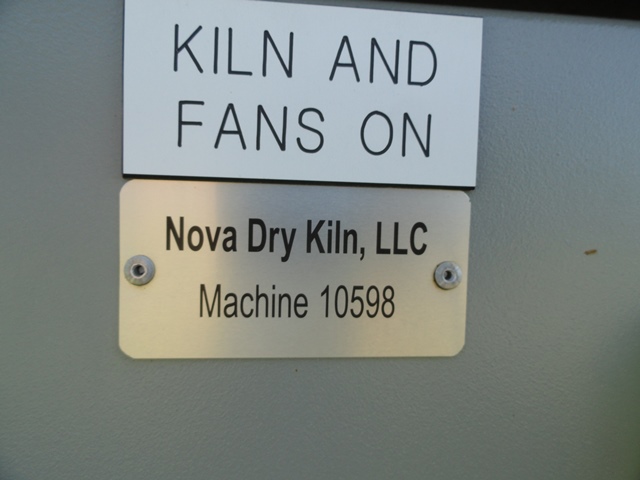 KILN AND
FANS ON
Nova Dry Kiln, LLC
Machine 10598